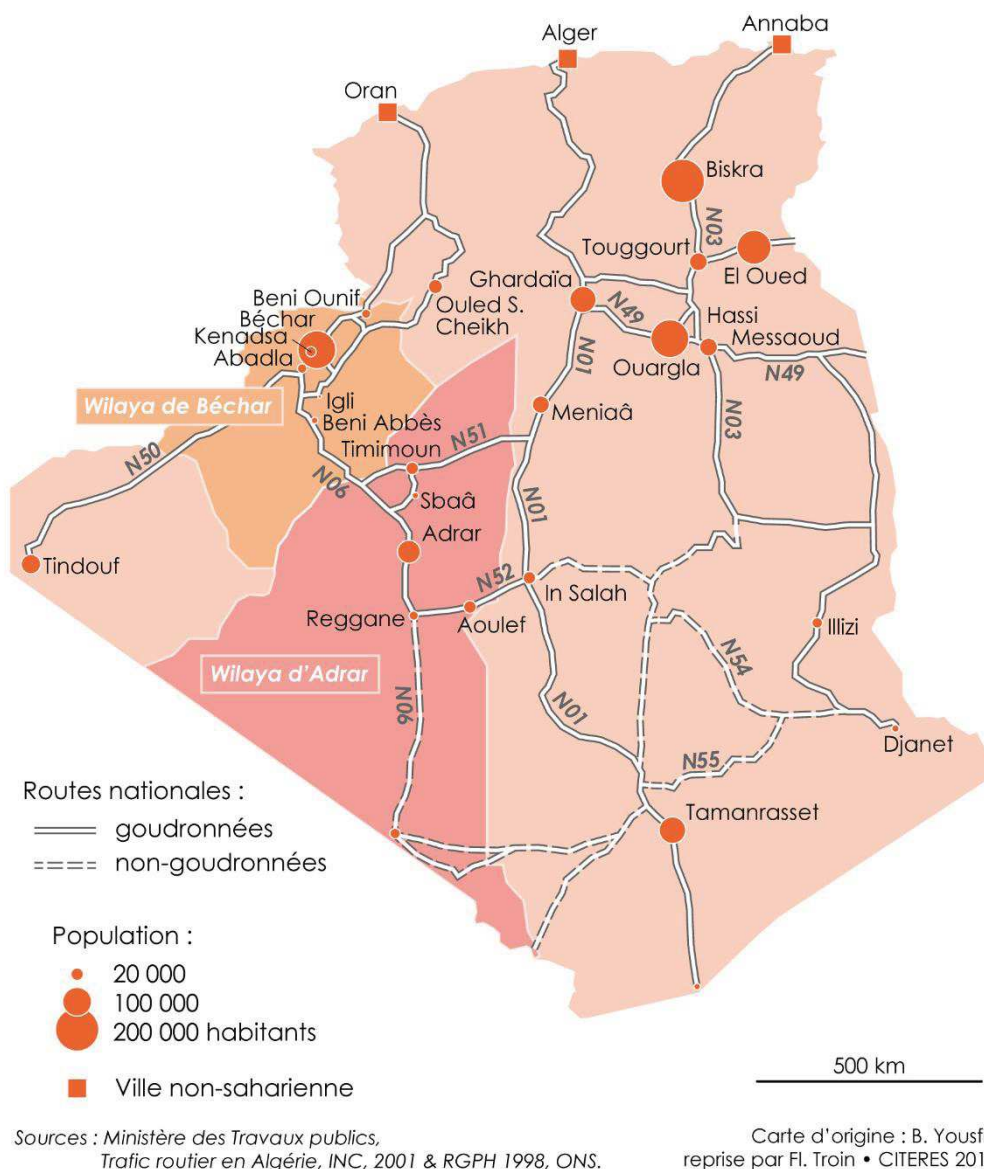 Annaba
Alger
Oran
Biskra
N03
Touggourt
El Oued
Ghardaïa
Beni Ounif
Ouled S.
Cheikh
N49
Hassi
Messaoud
Béchar
Kenadsa
Abadla
Ouargla
N01
N49
Wilaya de Béchar
Igli
Beni Abbès
Meniaâ
N03
Timimoun
N51
N50
N06
Sbaâ
N01
Adrar
Tindouf
N52
In Salah
Reggane
Aoulef
Illizi
Wilaya d'Adrar
N54
N06
N01
Djanet
N55
Tamanrasset
Routes nationales :
goudronnées
non-goudronnées
Population :
20 000
100 000
200 000 habitants
Ville non-saharienne
500 km
Sources : Ministère des Travaux publics,
Trafic routier en Algérie, INC, 2001 & RGPH 1998, ONS.
Carte d'origine : B. Yousf
reprise par Fl. Troin • CITERES 201